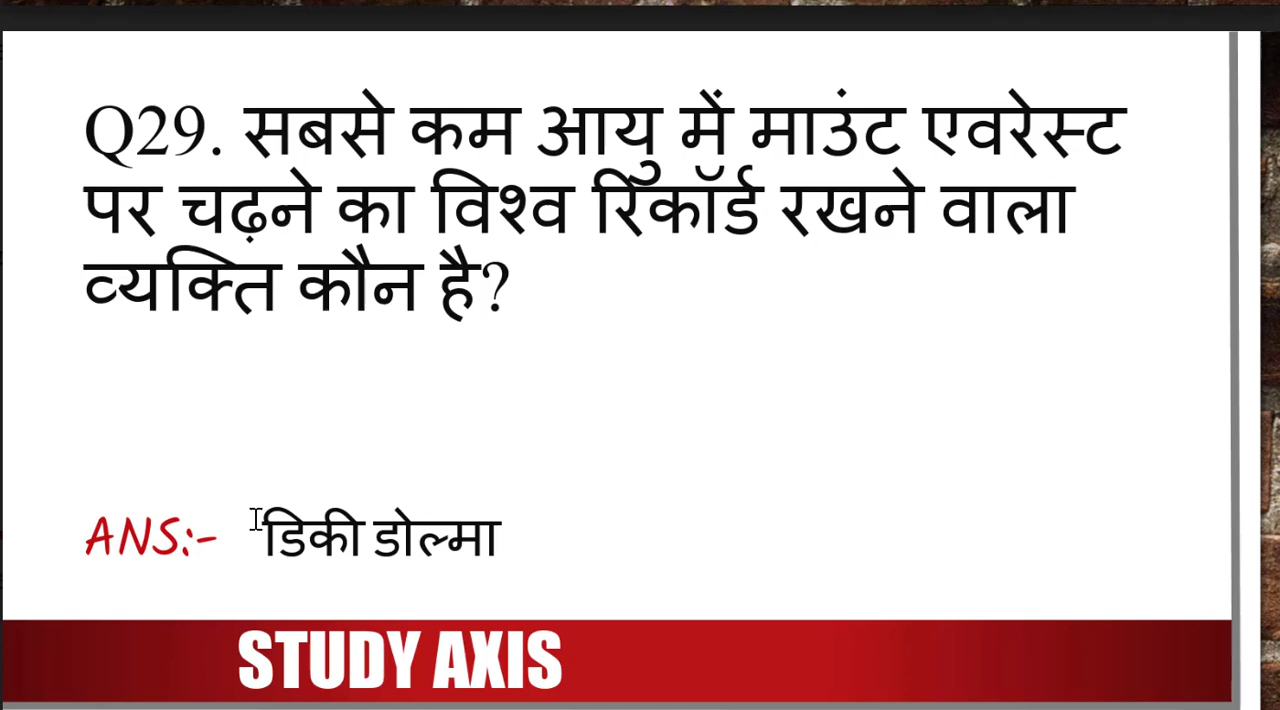 Q29. सबसे कम आयु में माउंट एवरेस्ट
पर चढ़ने का विश्व रिकॉर्ड रखने वाला
व्यक्ति कौन है?
ANS:- डिकी डोल्मा
STUDY AXIS